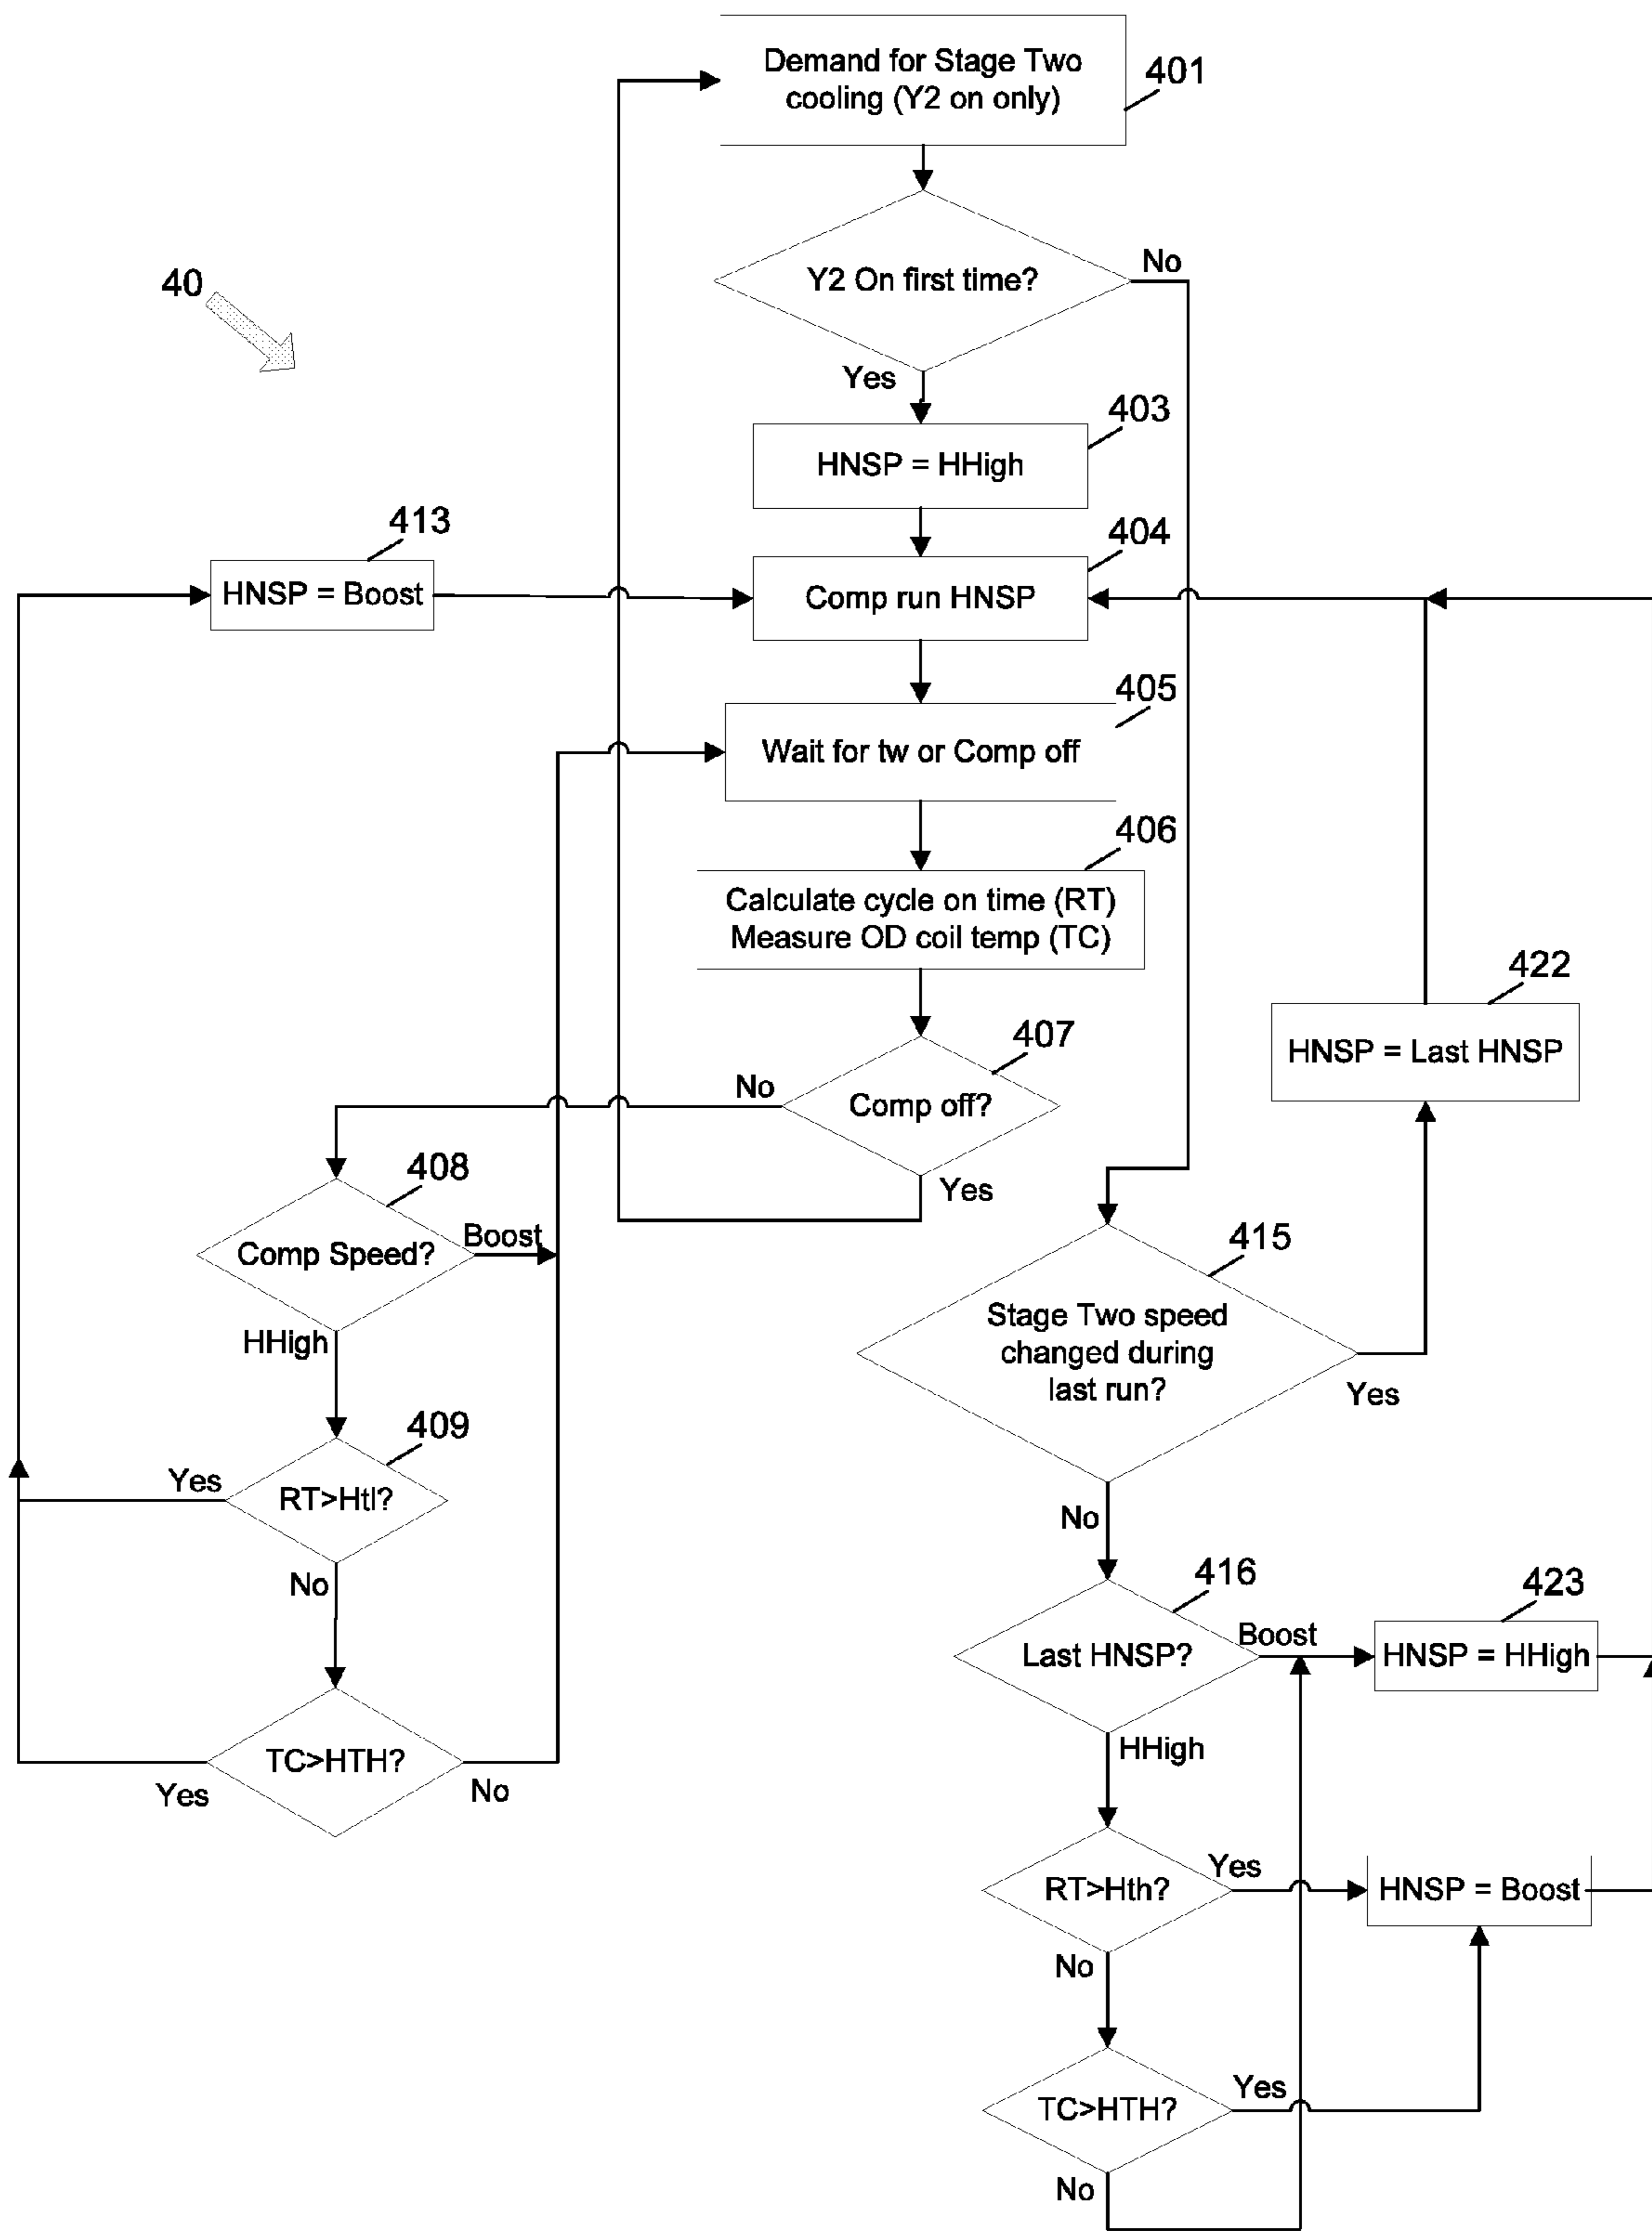 Demand for Stage Two
cooling (Y2 on only)
401
Y2 On first time?
No
Yes
40
403
HNSP = HHigh
413
HNSP = Boost
404
Comp run HNSP
405
Wait for tw or Comp off
406
Calculate cycle on time (RT)
Measure OD coil temp (TC)
422
HNSP = Last HNSP
407
Comp off?
No
Yes
408
Comp Speed?
Boost
HHigh
415
Stage Two speed
changed during
last run?
Yes
No
409
RT>Htl?
Yes
No
416
Last HNSP?
Boost
HHigh
423
HNSP = HHigh
TC>HTH?
Yes
No
RT>Hth?
Yes
No
HNSP = Boost
TC>HTH?
Yes
No